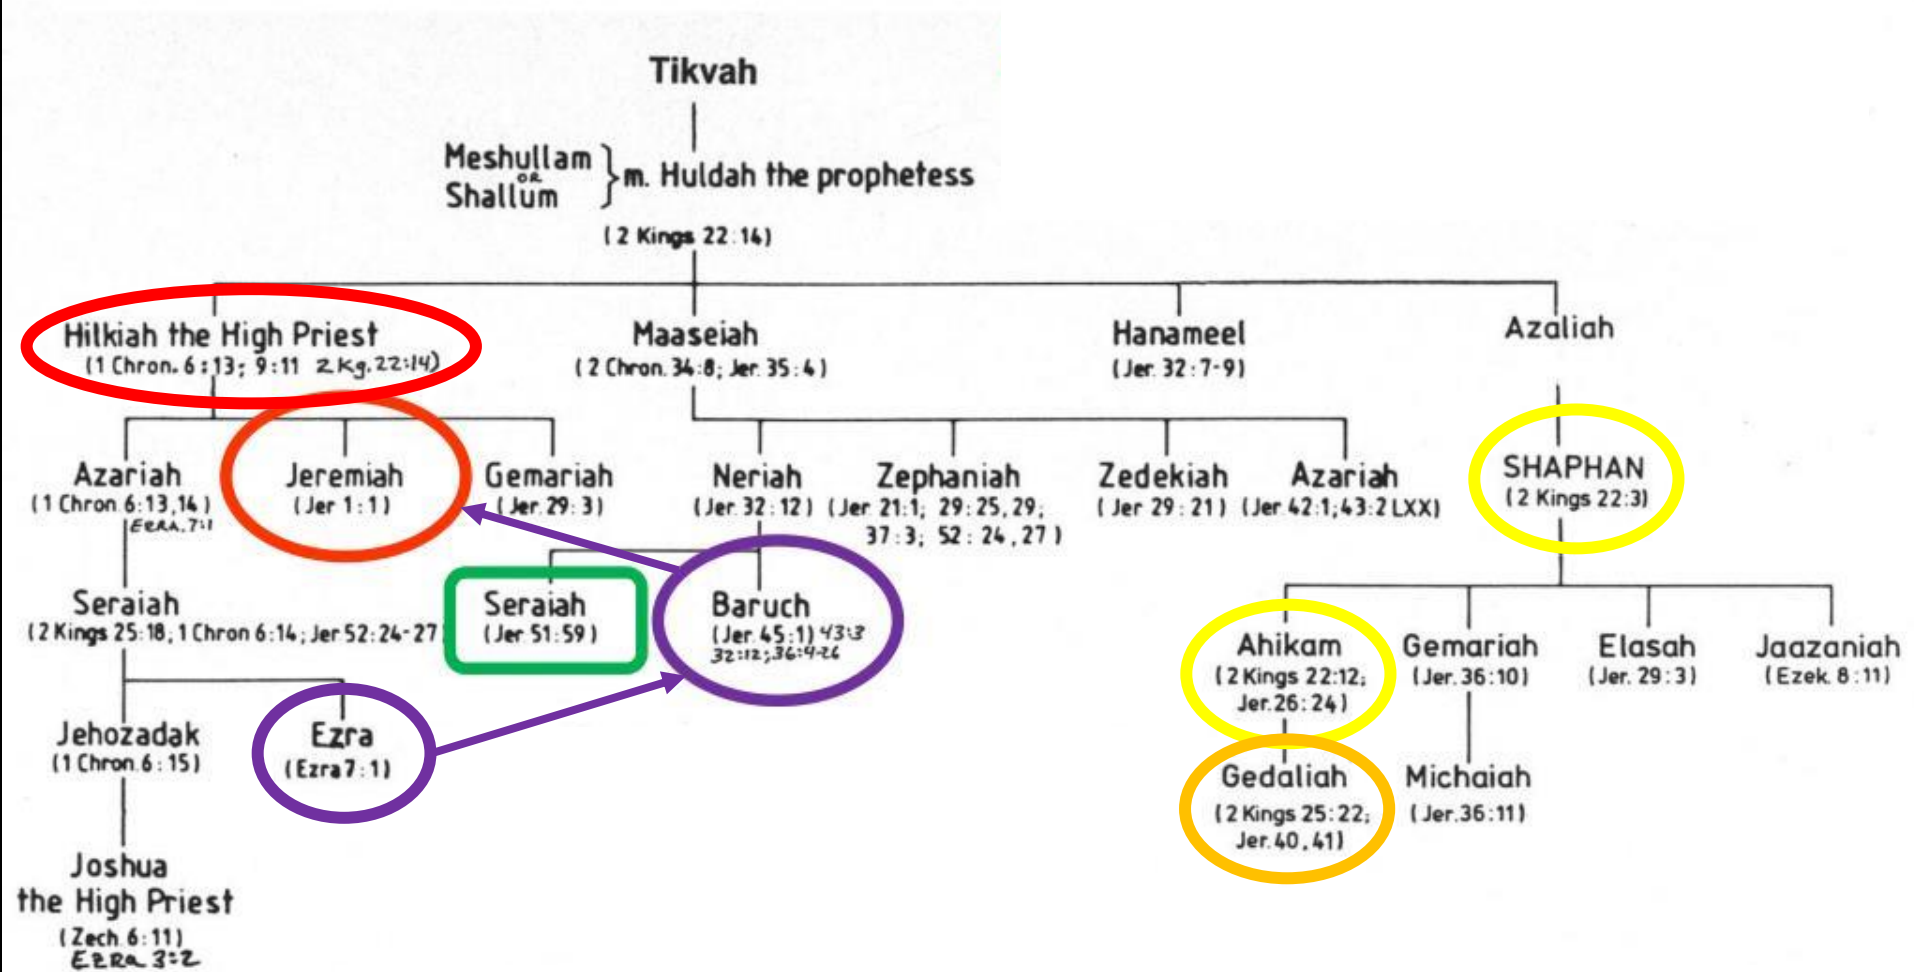 Tikvah
Meshullam
OR
Shallum
m. Huldah the prophetess
(2 Kings 22:14)
Hilkiah the High Priest
(1 Chron. 6:13; 9:11 2 Kg. 22:14)
Maaseiah
(2 Chron. 34:8; Jer. 35:4)
Hanameel
(Jer. 32:7-9)
Azaliah
Azariah
(1 Chron. 6:13,14)
EzRA. 7:1
Jeremiah
(Jer 1:1)
Gemariah
(Jer. 29:3)
Neriah
(Jer. 32:12)
Zephaniah
(Jer. 21:1; 29:25,29;
37:3; 52:24,27)
Zedekiah
(Jer 29:21)
Azariah
(Jer. 42:1;43:2 LXX)
SHAPHAN
(2 Kings 22:3)
Seraiah
(2 Kings 25:18; 1 Chron 6:14; Jer 52:24-27
Seraiah
(Jer 51:59)
Baruch
(Jer. 45:1) 43:3
32:12; 36:4-26
Ahikam
(2 Kings 22:12;
Jer. 26:24)
Gemariah
(Jer. 36:10)
Elasah
(Jer. 29:3)
Jaazaniah
(Ezek. 8:11)
Jehozadak
(1 Chron. 6:15)
Ezra
(Ezra 7:1)
Gedaliah
(2 Kings 25:22;
Jer. 40,41)
Michaiah
(Jer. 36:11)
Joshua
the High Priest
(Zech. 6:11)
EzRa 3:2